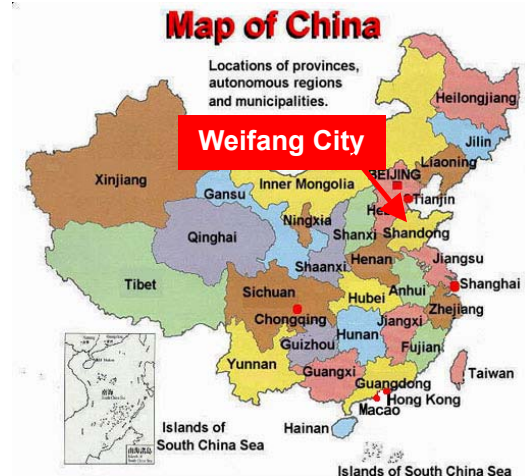 Map of China
Locations of provinces,
autonomous regions
and municipalities.
Heilongjiang
Weifang City
Jilin
Liaoning
BEIJING
Xinjiang
Gansu
Inner Mongolia
Tianjin
He
Ningxia
Qinghai
Shanxi
Shandong
Henan
Jiangsu
Shaanxi
Tibet
Sichuan
Anhui
Shanghai
Hubei
Zhejiang
Chongqing
Jiangxi
Hunan
Guizhou
Fujian
Yunnan
Guangxi
Taiwan
Guangdong
Hong Kong
Macao
Islands of
South China Sea
Hainan
Islands of South China Sea